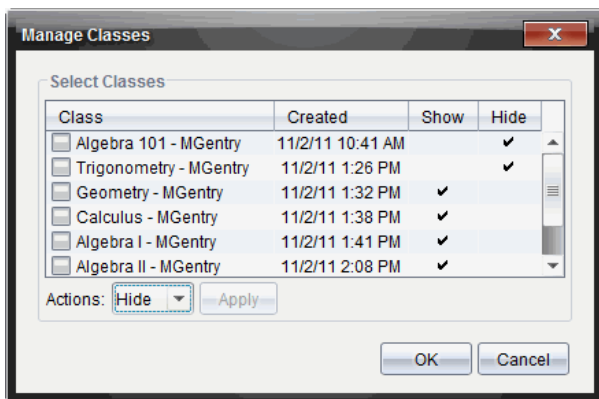 Manage Classes
Select Classes
Class Created Show Hide
Algebra 101 - MGentry 11/2/11 10:41 AM ✔
Trigonometry - MGentry 11/2/11 1:26 PM ✔
Geometry - MGentry 11/2/11 1:32 PM ✔
Calculus - MGentry 11/2/11 1:38 PM ✔
Algebra I - MGentry 11/2/11 1:41 PM ✔
Algebra II - MGentry 11/2/11 2:08 PM ✔
Actions: Hide Apply
OK Cancel